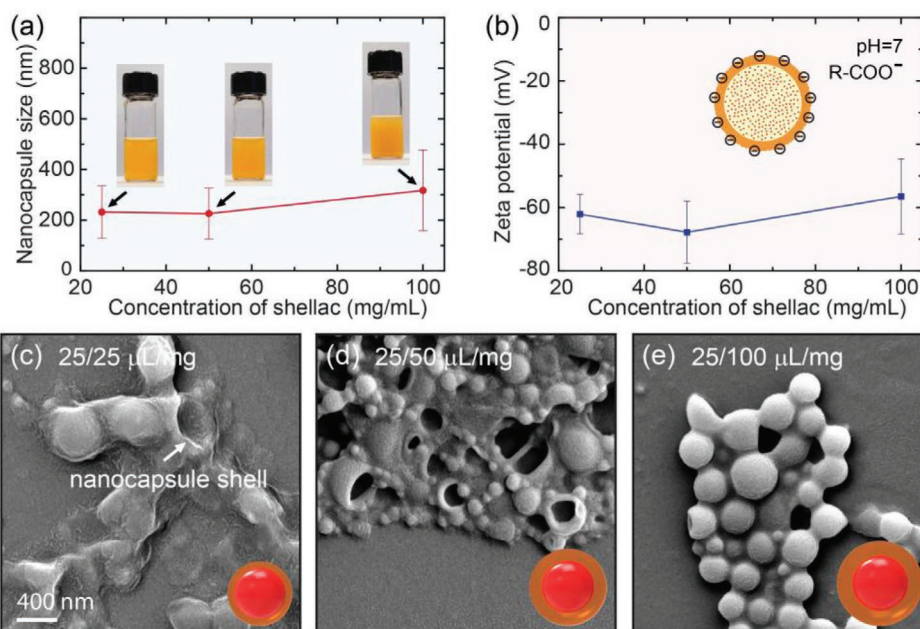 (a)
Nanocapsule size (nm)
800
600
400
200
0
20
40
60
80
100
Concentration of shellac (mg/mL)
(b)
Zeta potential (mV)
-0
-20
-40
-60
-80
20
40
60
80
100
Concentration of shellac (mg/mL)
pH=7
R-COO⁻
(c) 25/25 μL/mg
nanocapsule shell
400 nm
(d) 25/50 μL/mg
(e) 25/100 μL/mg